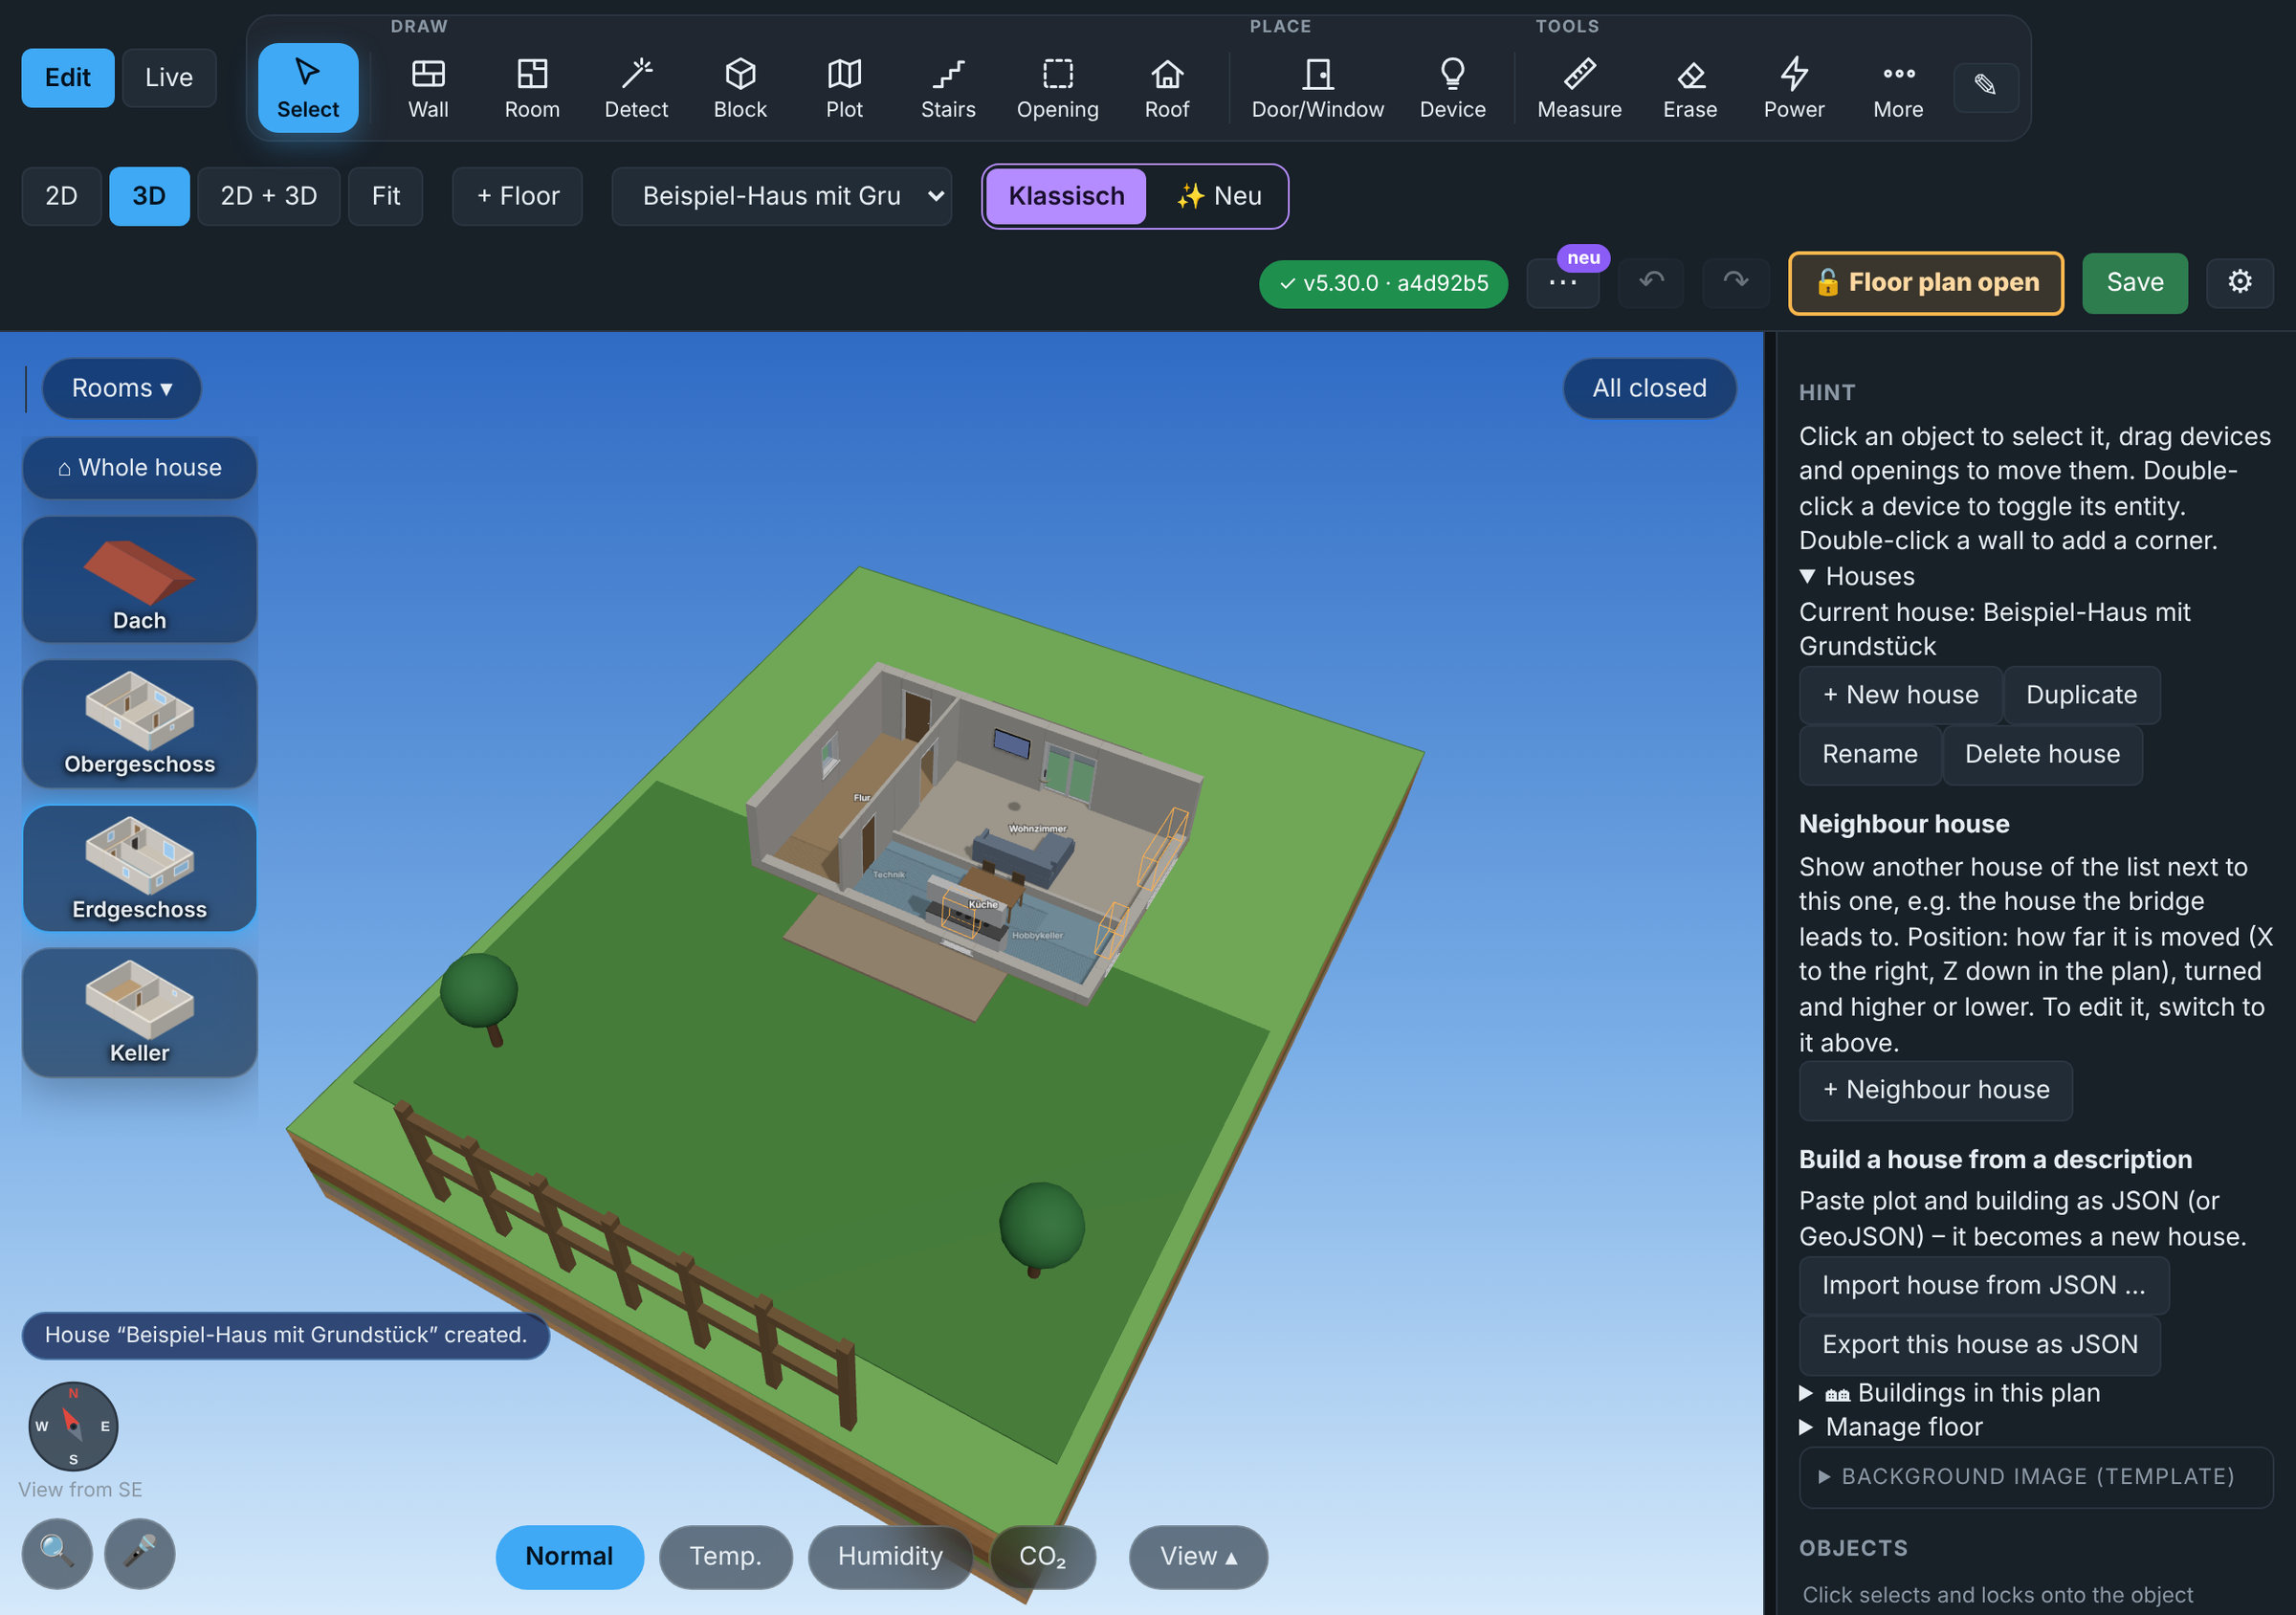 DRAW
PLACE
TOOLS
Edit
Live
Select
Wall
Room
Detect
Block
Plot
Stairs
Opening
Roof
Door/Window
Device
Measure
Erase
Power
More
2D
3D
2D + 3D
Fit
+ Floor
Beispiel-Haus mit Gru
Klassisch
✨ Neu
✓ v5.30.0 · a4d92b5
neu
⋯
🔓 Floor plan open
Save
Rooms ▾
All closed
⌂ Whole house
Dach
Obergeschoss
Erdgeschoss
Keller
Flur
Wohnzimmer
Technik
Küche
Hobbykeller
House “Beispiel-Haus mit Grundstück” created.
N
W
E
S
View from SE
Normal
Temp.
Humidity
CO₂
View ▴
HINT
Click an object to select it, drag devices
and openings to move them. Double-
click a device to toggle its entity.
Double-click a wall to add a corner.
▼ Houses
Current house: Beispiel-Haus mit
Grundstück
+ New house
Duplicate
Rename
Delete house
Neighbour house
Show another house of the list next to
this one, e.g. the house the bridge
leads to. Position: how far it is moved (X
to the right, Z down in the plan), turned
and higher or lower. To edit it, switch to
it above.
+ Neighbour house
Build a house from a description
Paste plot and building as JSON (or
GeoJSON) – it becomes a new house.
Import house from JSON ...
Export this house as JSON
▶ 🏘 Buildings in this plan
▶ Manage floor
▶ BACKGROUND IMAGE (TEMPLATE)
OBJECTS
Click selects and locks onto the object